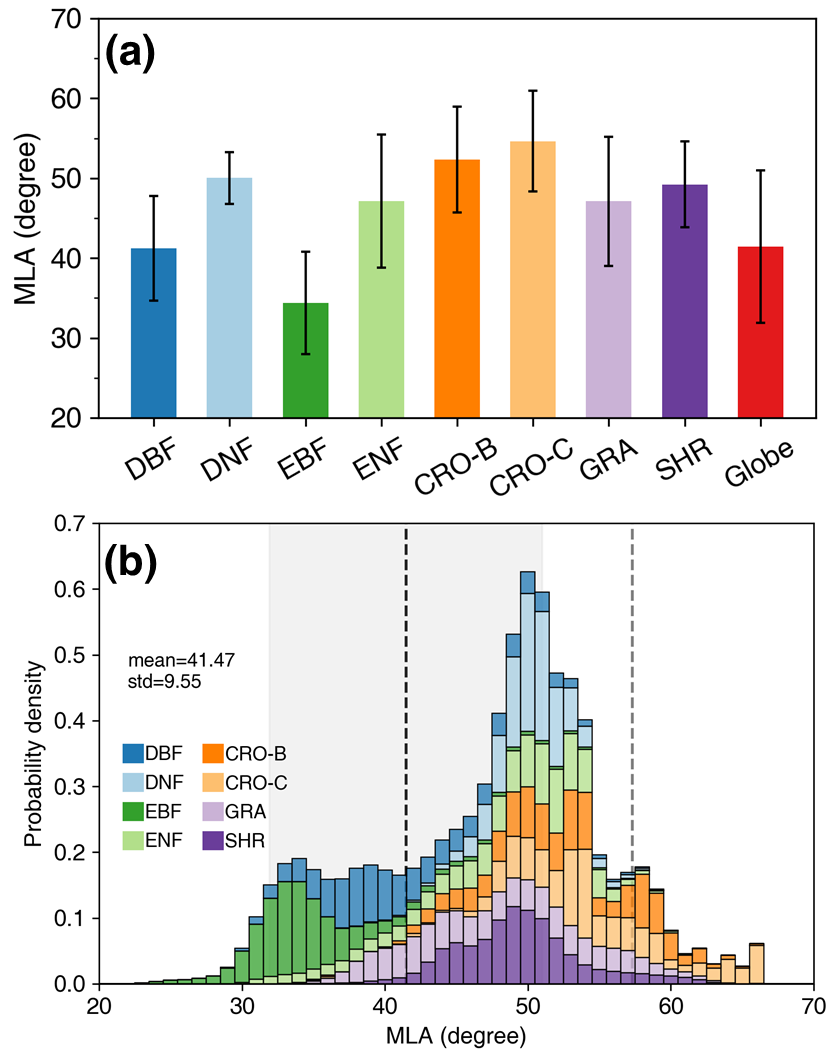 (a)
MLA (degree)
70
60
50
40
30
20
DBF
DNF
EBF
ENF
CRO-B
CRO-C
GRA
SHR
Globe
(b)
Probability density
0.7
0.6
0.5
0.4
0.3
0.2
0.1
0.0
mean=41.47
std=9.55
DBF CRO-B
DNF CRO-C
EBF GRA
ENF SHR
20 30 40 50 60 70
MLA (degree)